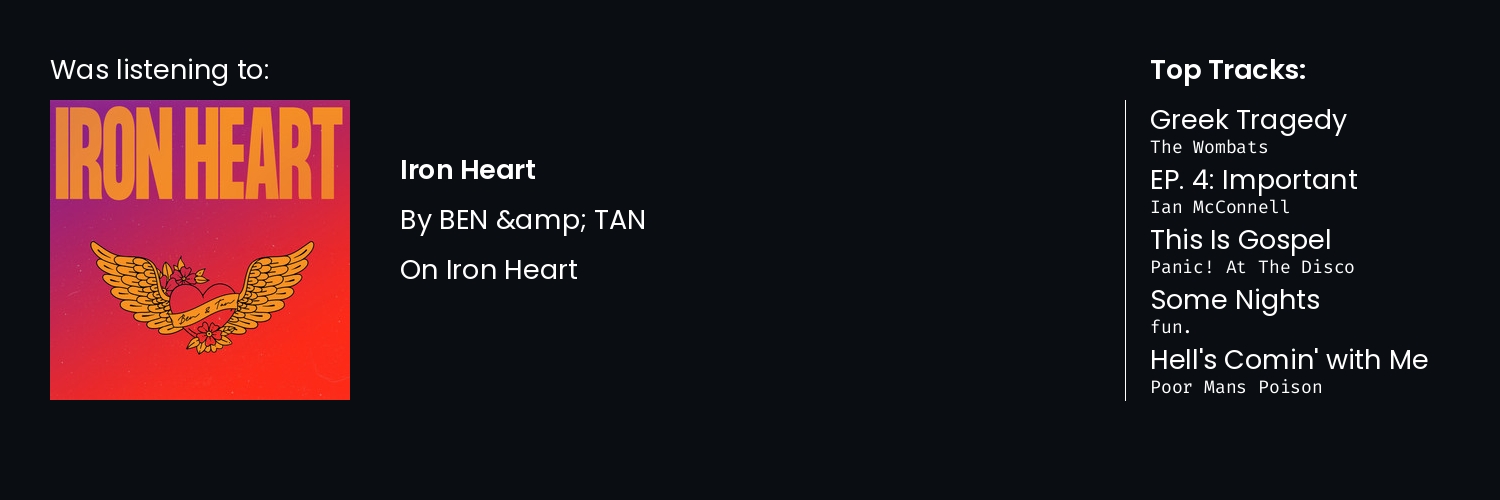 Was listening to:
IRON HEART
Ben & Tan
Iron Heart
By BEN &amp; TAN
On Iron Heart
Top Tracks:
Greek Tragedy
The Wombats
EP. 4: Important
Ian McConnell
This Is Gospel
Panic! At The Disco
Some Nights
fun.
Hell's Comin' with Me
Poor Mans Poison